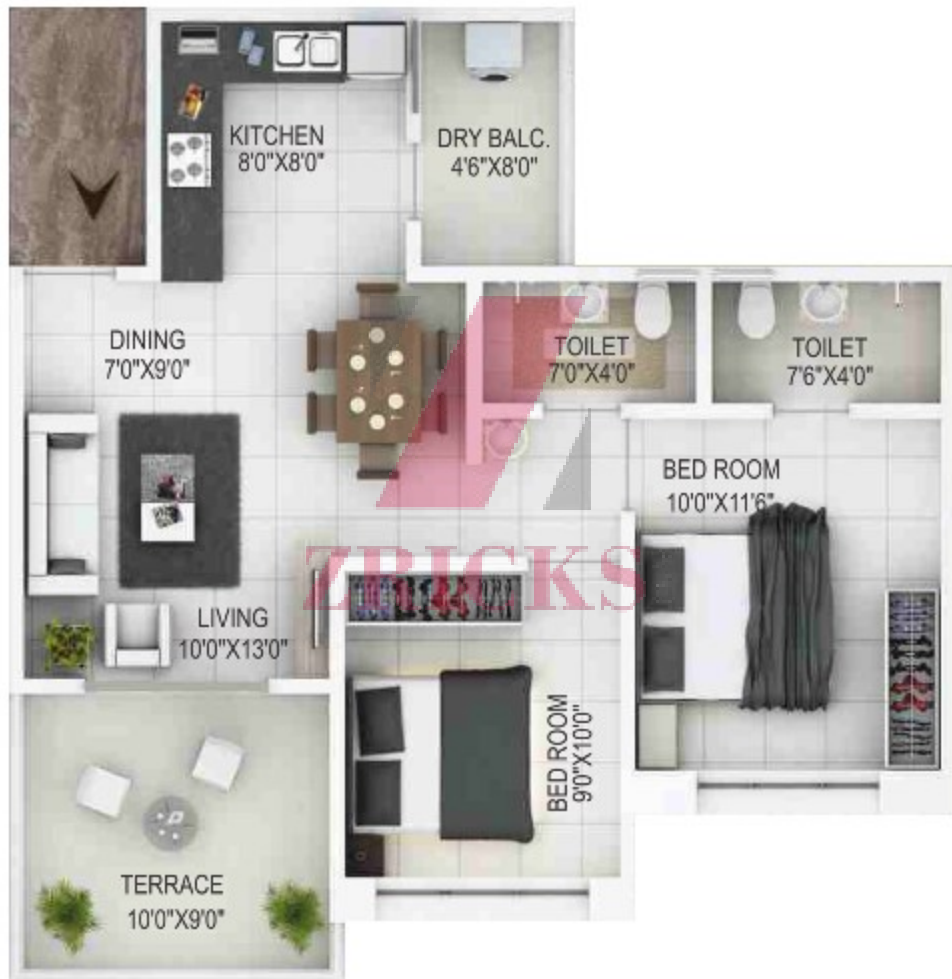 KITCHEN
8'0"X8'0"
DRY BALC.
4'6"X8'0"
DINING
7'0"X9'0"
TOILET
7'0"X4'0"
TOILET
7'6"X4'0"
BED ROOM
10'0"X11'6"
ZRICKS
LIVING
10'0"X13'0"
BED ROOM
9'0"X10'0"
TERRACE
10'0"X9'0"